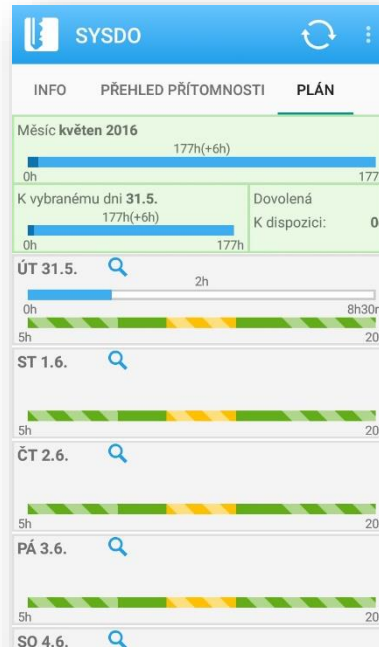 SYSDO
INFO PŘEHLED PŘÍTOMNOSTI PLÁN
Měsíc květen 2016
177h(+6h)
0h 177
K vybranému dni 31.5.
177h(+6h)
0h 177h
Dovolená
K dispozici: 0
ÚT 31.5.
2h
0h 8h30
5h 20
ST 1.6.
5h 20
ČT 2.6.
5h 20
PÁ 3.6.
5h 20
SO 4.6.